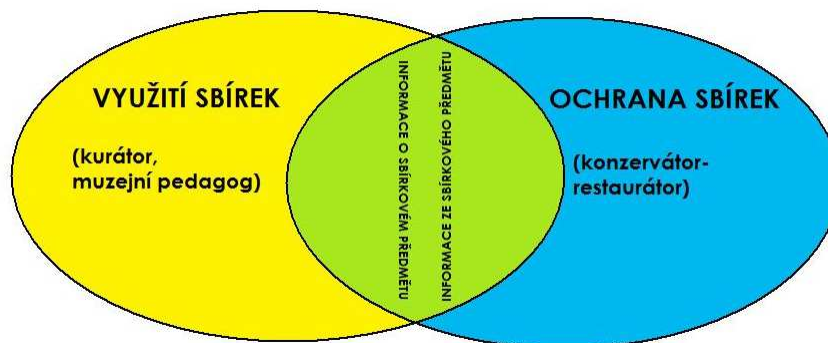 VYUŽITÍ SBÍREK
(kurátor,
muzejní pedagog)
INFORMACE O SBÍRKOVÉM PŘEDMĚTU
INFORMACE ZE SBÍRKOVÉHO PŘEDMĚTU
OCHRANA SBÍREK
(konzervátor-
restaurátor)